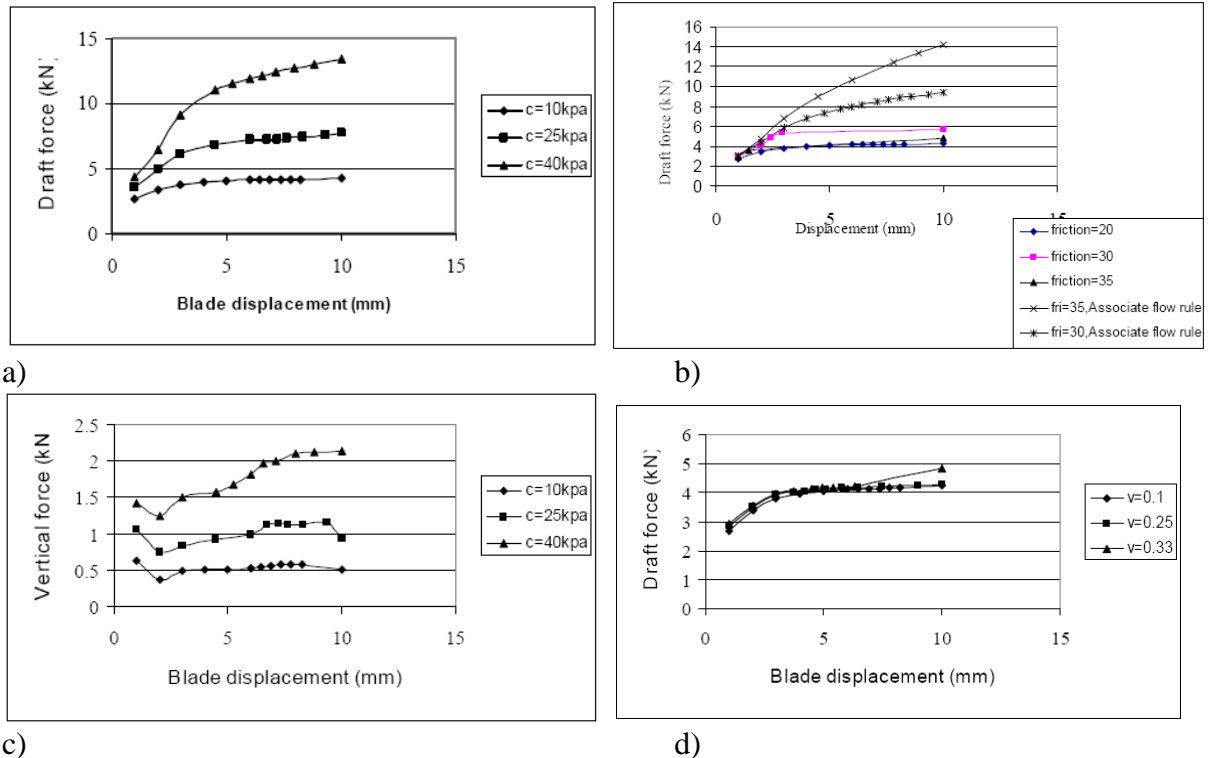 15
10
5
0
0 5 10 15
Draft force (kN)
Blade displacement (mm)
c=10kpa
c=25kpa
c=40kpa
a)
16
14
12
10
8
6
4
2
0
0 5 10 15
Draft force (kN)
Displacement (mm)
friction=20
friction=30
friction=35
fri=35,Associate flow rule
fri=30,Associate flow rule
b)
2.5
2
1.5
1
0.5
0
0 5 10 15
Vertical force (kN
Blade displacement (mm)
c=10kpa
c=25kpa
c=40kpa
c)
6
5
4
3
2
1
0
0 5 10 15
Draft force (kN)
Blade displacement (mm)
v=0.1
v=0.25
v=0.33
d)